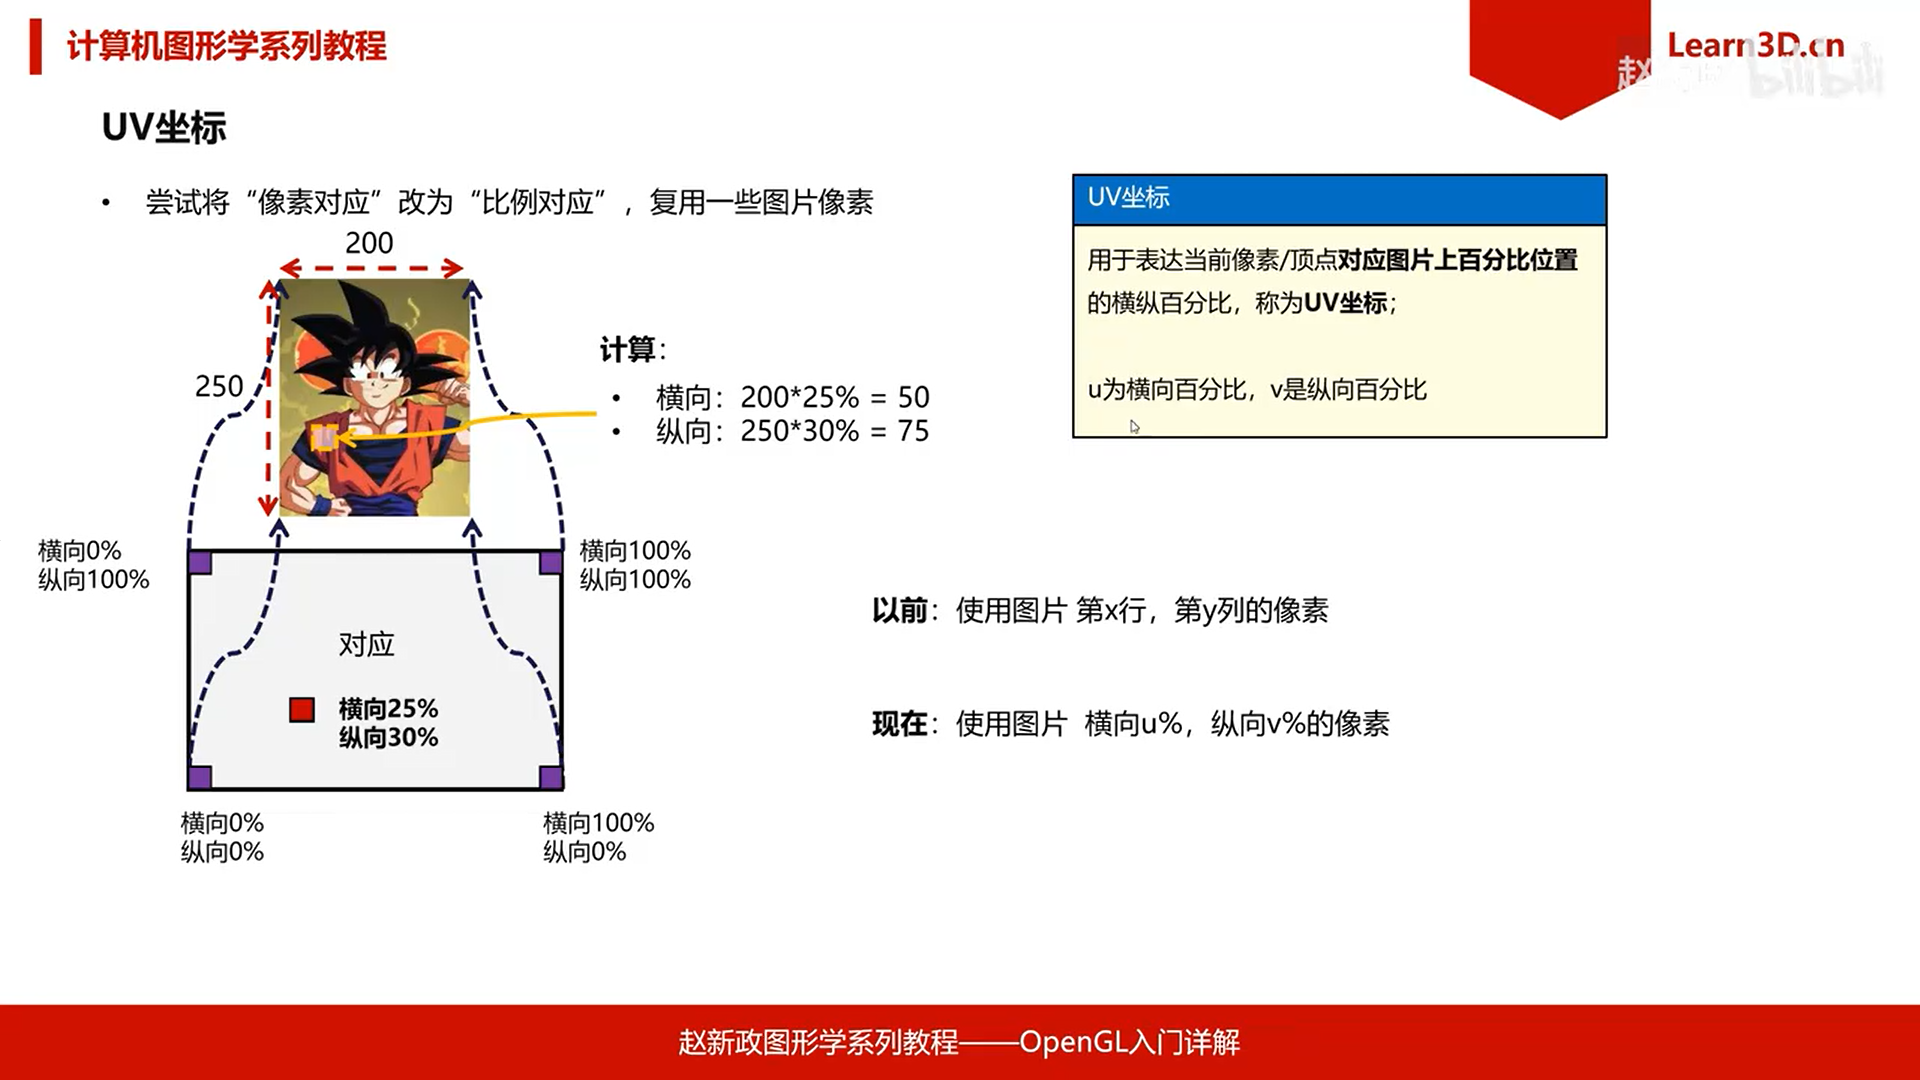 计算机图形学系列教程
Learn3D.cn
bilibili
UV坐标
• 尝试将“像素对应”改为“比例对应”，复用一些图片像素
200
250
计算：
• 横向：200*25% = 50
• 纵向：250*30% = 75
UV坐标
用于表达当前像素/顶点对应图片上百分比位置
的横纵百分比，称为UV坐标；
u为横向百分比，v是纵向百分比
横向0%
纵向100%
横向100%
纵向100%
对应
横向25%
纵向30%
横向0%
纵向0%
横向100%
纵向0%
以前：使用图片 第x行，第y列的像素
现在：使用图片 横向u%，纵向v%的像素
赵新政图形学系列教程——OpenGL入门详解